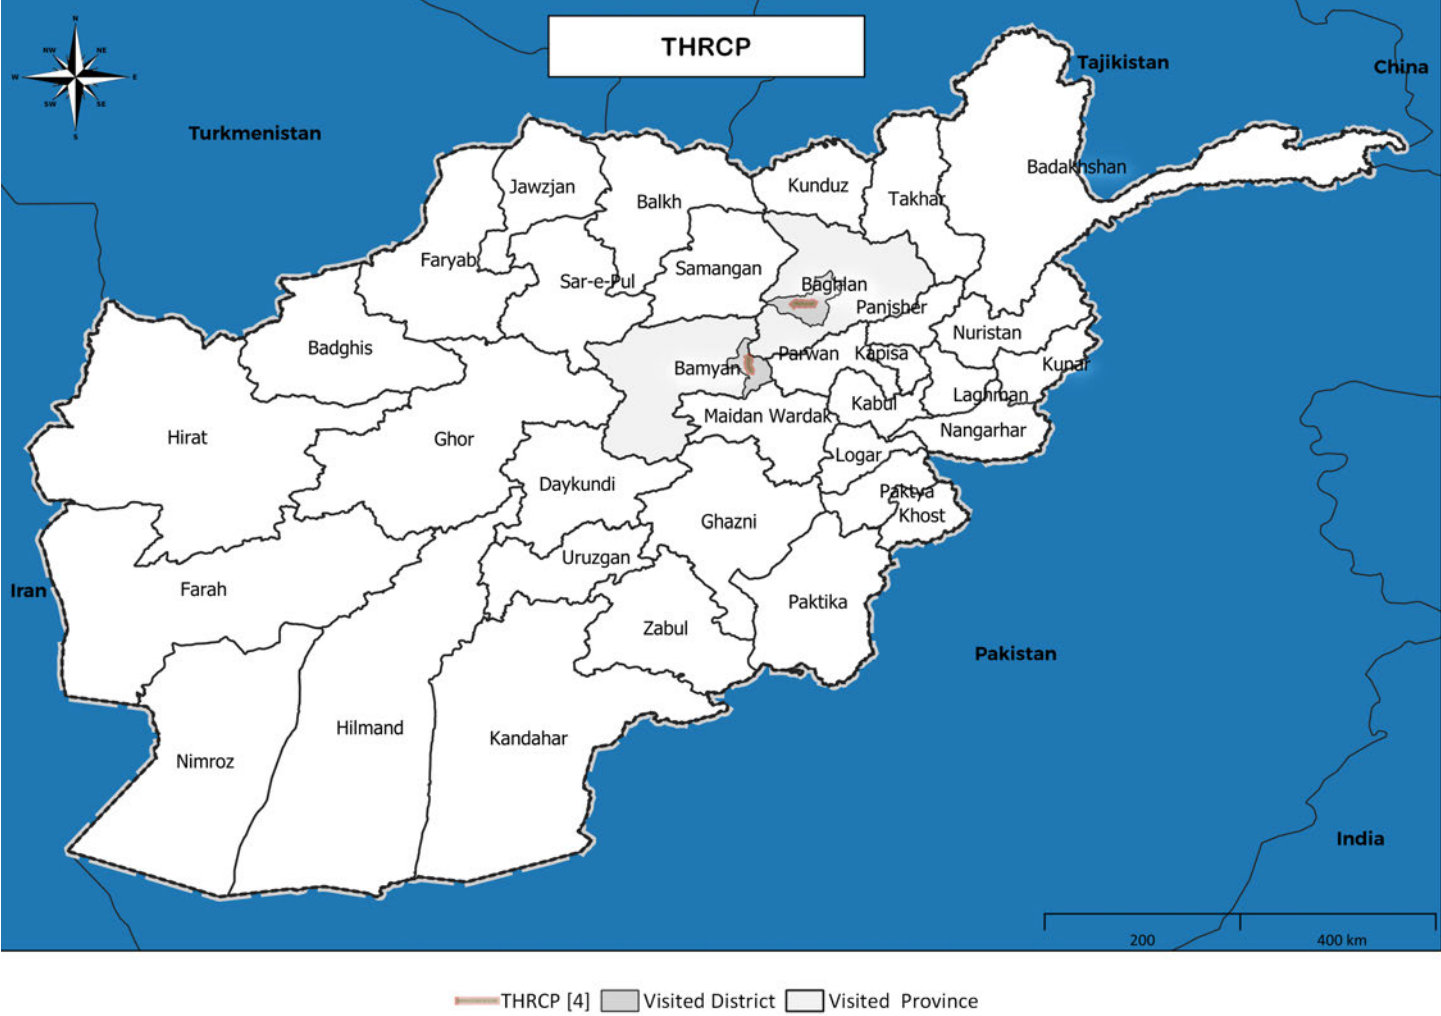 THRCP
N
NW
NE
W
E
SW
SE
S
Tajikistan
China
Turkmenistan
Badakhshan
Jawzjan
Kunduz
Balkh
Takhar
Faryab
Samangan
Sar-e-Pul
Baghlan
Panjsher
Nuristan
Badghis
Parwan
Kapisa
Bamyan
Kunar
Laghman
Kabul
Maidan Wardak
Nangarhar
Hirat
Ghor
Logar
Daykundi
Paktya
Khost
Ghazni
Uruzgan
Iran
Farah
Paktika
Zabul
Pakistan
Hilmand
Kandahar
Nimroz
India
200
400 km
THRCP [4] Visited District Visited Province